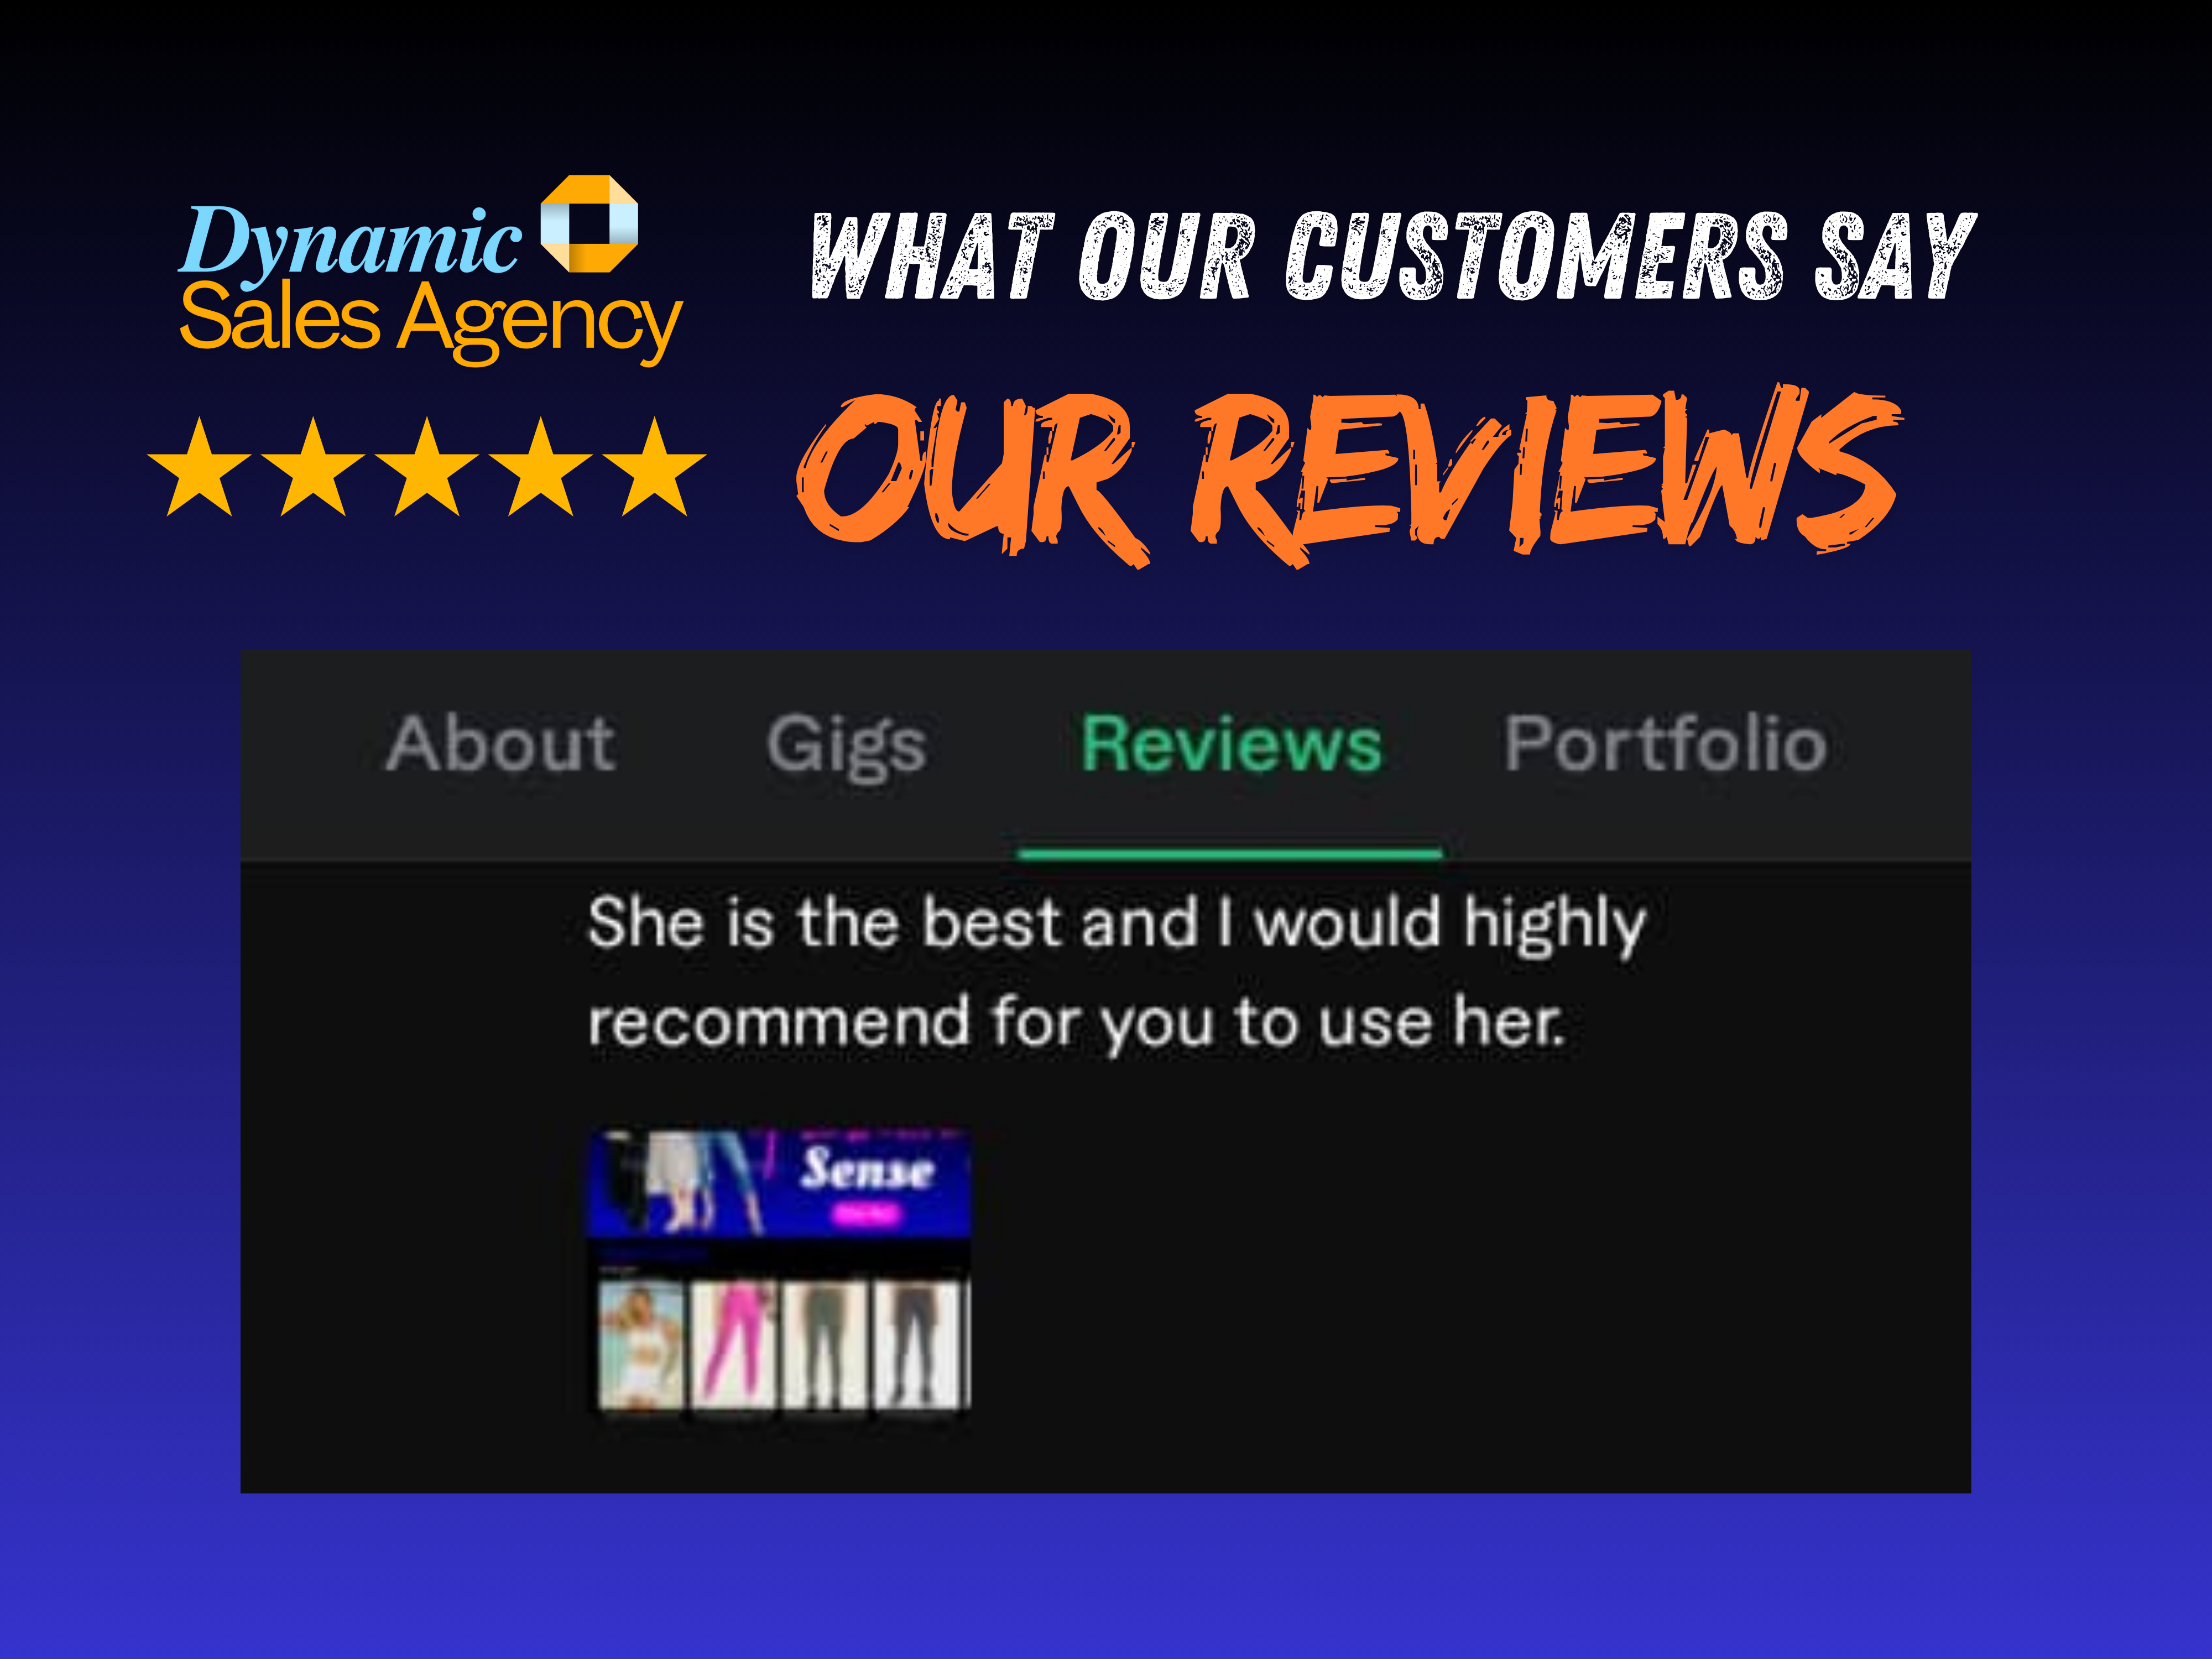 Dynamic
Sales Agency
WHAT OUR CUSTOMERS SAY
OUR REVIEWS
About Gigs Reviews Portfolio
She is the best and I would highly
recommend for you to use her.
Sense